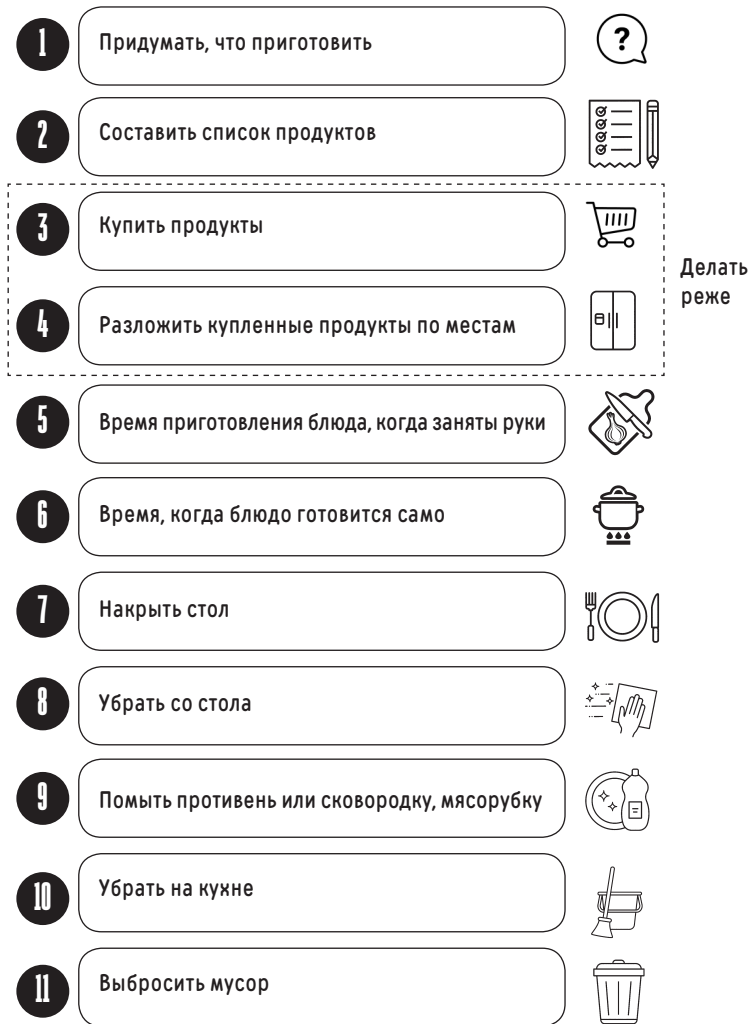 1 Придумать, что приготовить
?
2 Составить список продуктов
3 Купить продукты
Делать
реже
4 Разложить купленные продукты по местам
5 Время приготовления блюда, когда заняты руки
6 Время, когда блюдо готовится само
7 Накрыть стол
8 Убрать со стола
9 Помыть противень или сковородку, мясорубку
10 Убрать на кухне
11 Выбросить мусор